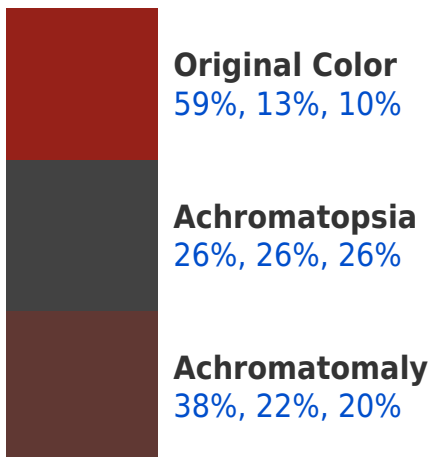 Original Color
59%, 13%, 10%
Achromatopsia
26%, 26%, 26%
Achromatomaly
38%, 22%, 20%